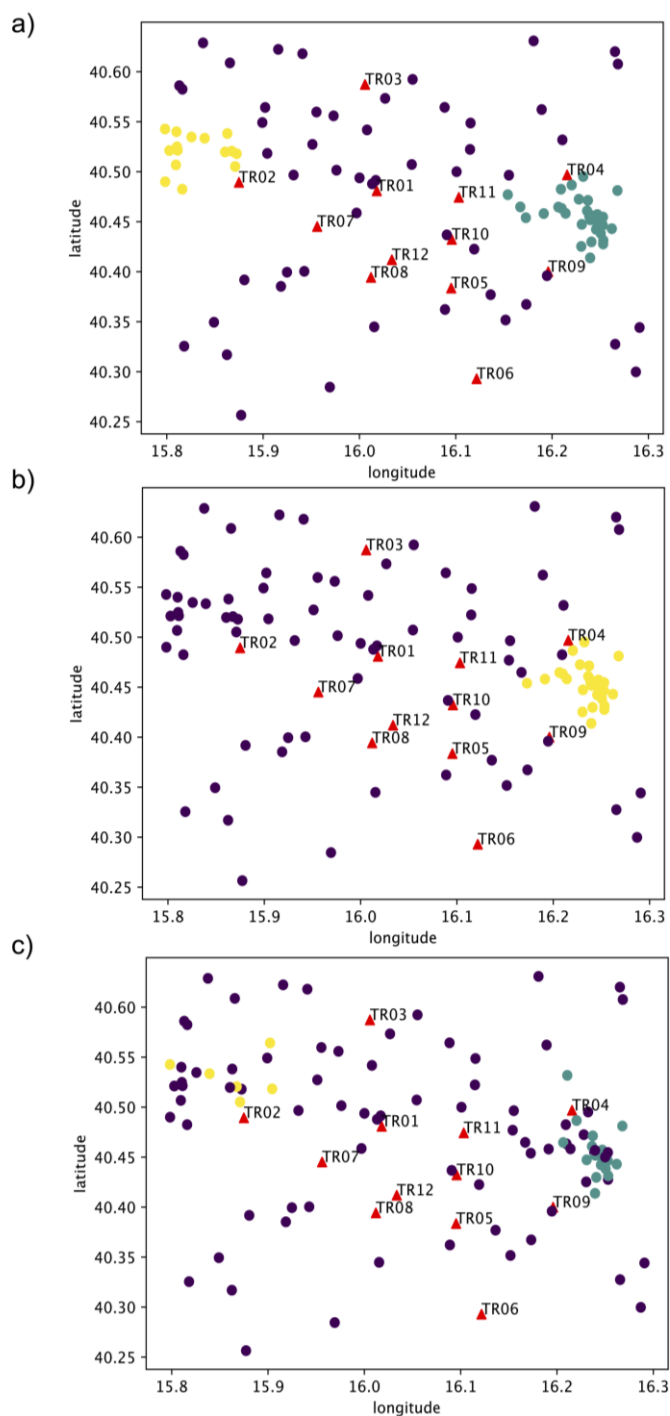 a)
40.60
40.55
40.50
40.45
40.40
40.35
40.30
40.25
latitude
TR03
TR04
TR02
TR01
TR11
TR07
TR10
TR12
TR08
TR09
TR05
TR06
15.8 15.9 16.0 16.1 16.2 16.3
longitude
b)
40.60
40.55
40.50
40.45
40.40
40.35
40.30
40.25
latitude
TR03
TR04
TR02
TR01
TR11
TR07
TR10
TR12
TR08
TR09
TR05
TR06
15.8 15.9 16.0 16.1 16.2 16.3
longitude
c)
40.60
40.55
40.50
40.45
40.40
40.35
40.30
40.25
latitude
TR03
TR04
TR02
TR01
TR11
TR07
TR10
TR12
TR08
TR09
TR05
TR06
15.8 15.9 16.0 16.1 16.2 16.3
longitude